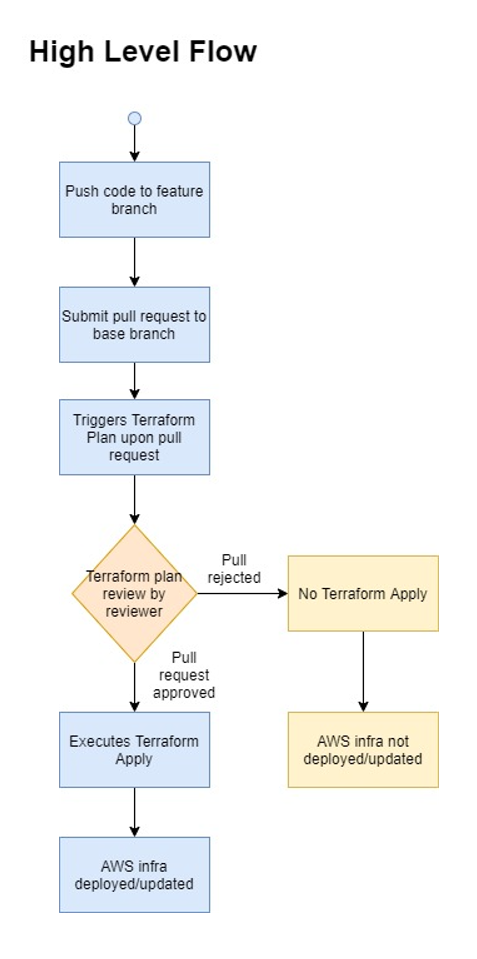 High Level Flow
Push code to feature
branch
Submit pull request to
base branch
Triggers Terraform
Plan upon pull
request
Terraform plan
review by
reviewer
Pull
rejected
No Terraform Apply
Pull
request
approved
Executes Terraform
Apply
AWS infra not
deployed/updated
AWS infra
deployed/updated